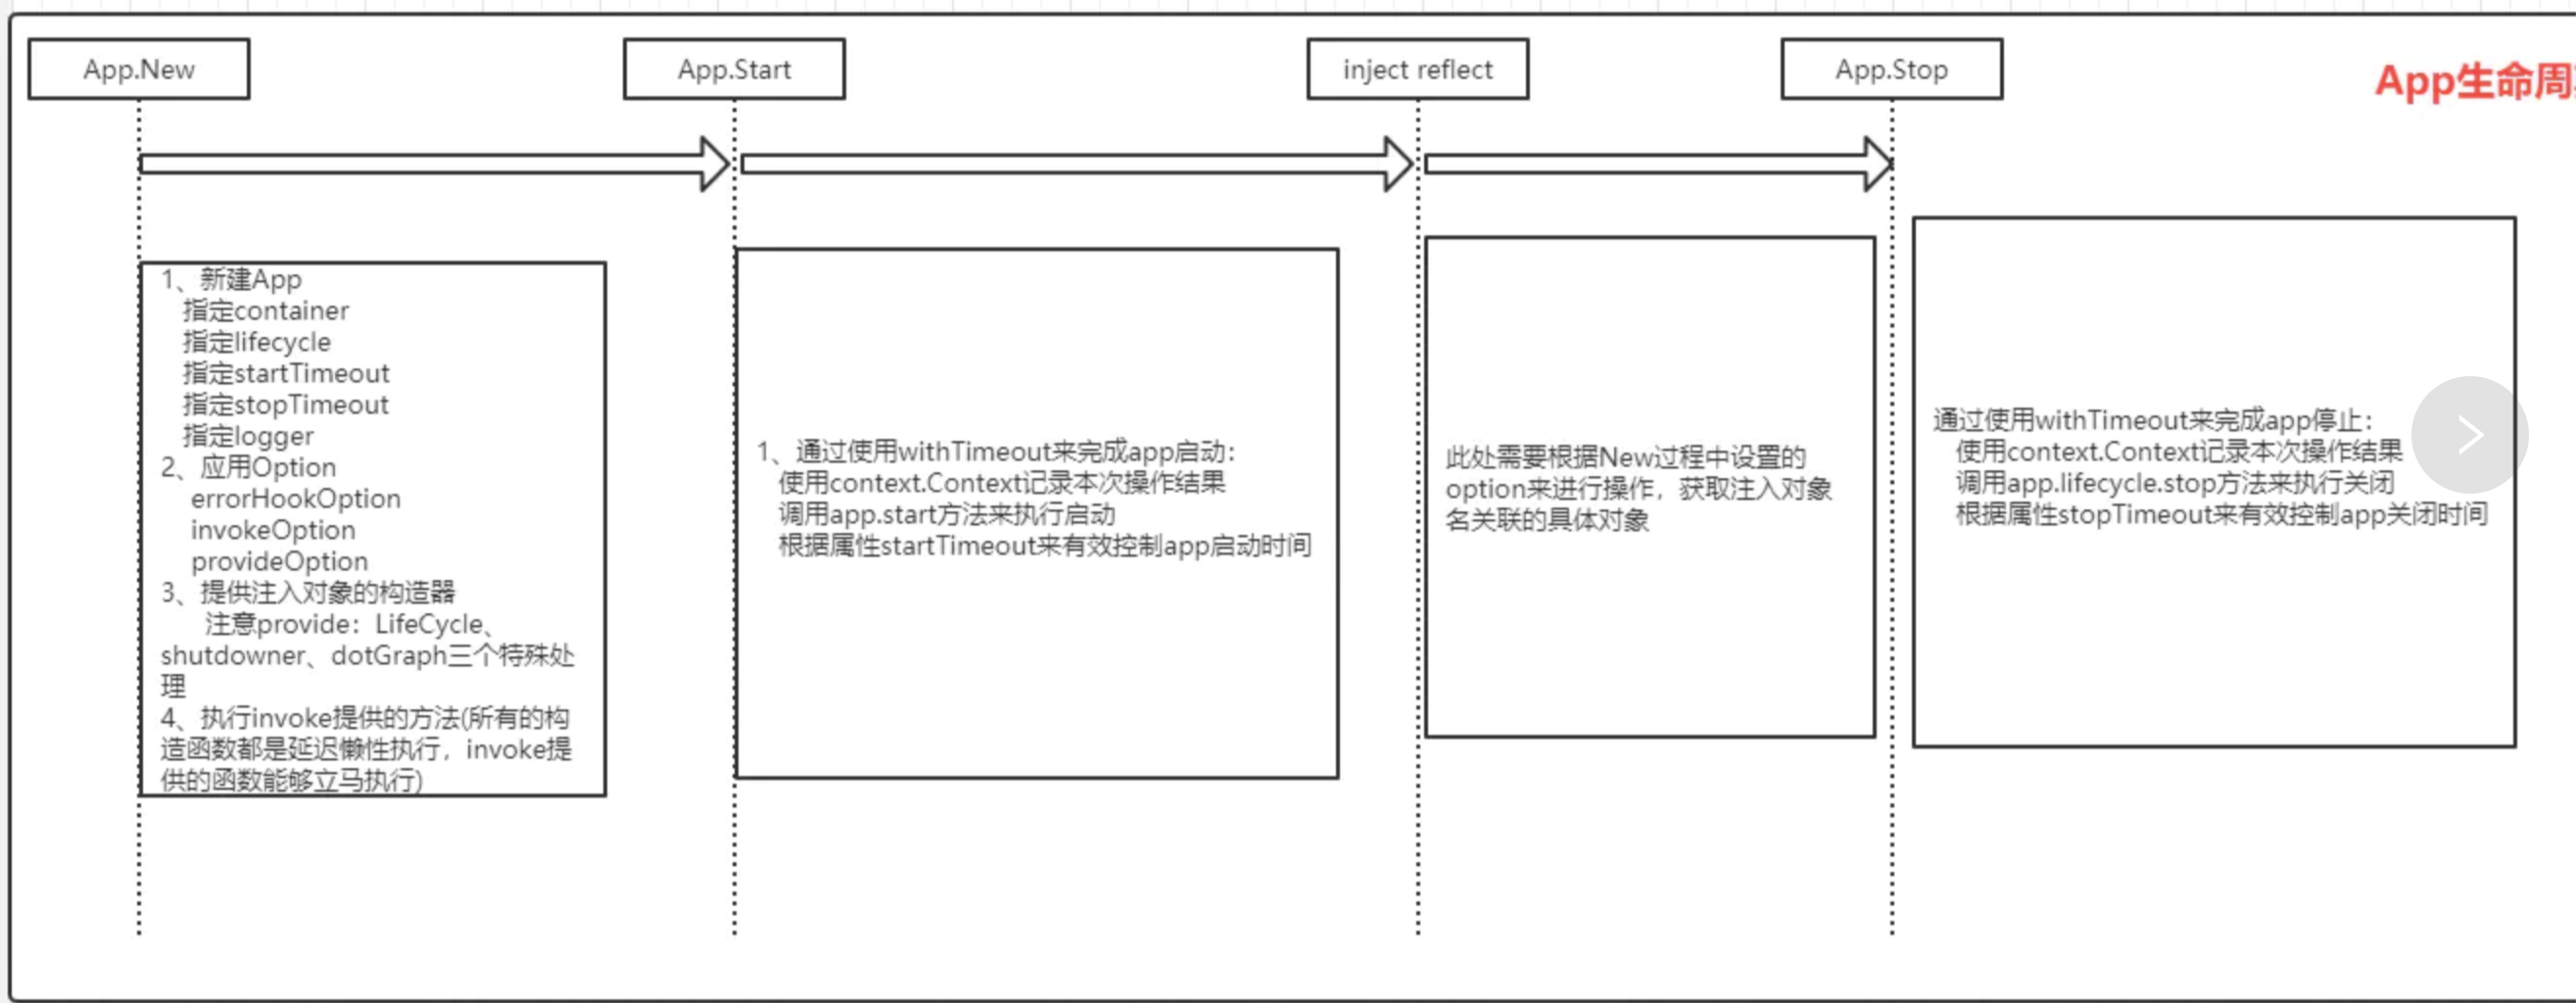 App.New
App.Start
inject reflect
App.Stop
App生命周
1、新建App
指定container
指定lifecycle
指定startTimeout
指定stopTimeout
指定logger
2、应用Option
errorHookOption
invokeOption
provideOption
3、提供注入对象的构造器
注意provide：LifeCycle、
shutdowner、dotGraph三个特殊处
理
4、执行invoke提供的方法(所有的构
造函数都是延迟懒性执行，invoke提
供的函数能够立马执行)
1、通过使用withTimeout来完成app启动：
使用context.Context记录本次操作结果
调用app.start方法来执行启动
根据属性startTimeout来有效控制app启动时间
此处需要根据New过程中设置的
option来进行操作，获取注入对象
名关联的具体对象
通过使用withTimeout来完成app停止：
使用context.Context记录本次操作结果
调用app.lifecycle.stop方法来执行关闭
根据属性stopTimeout来有效控制app关闭时间